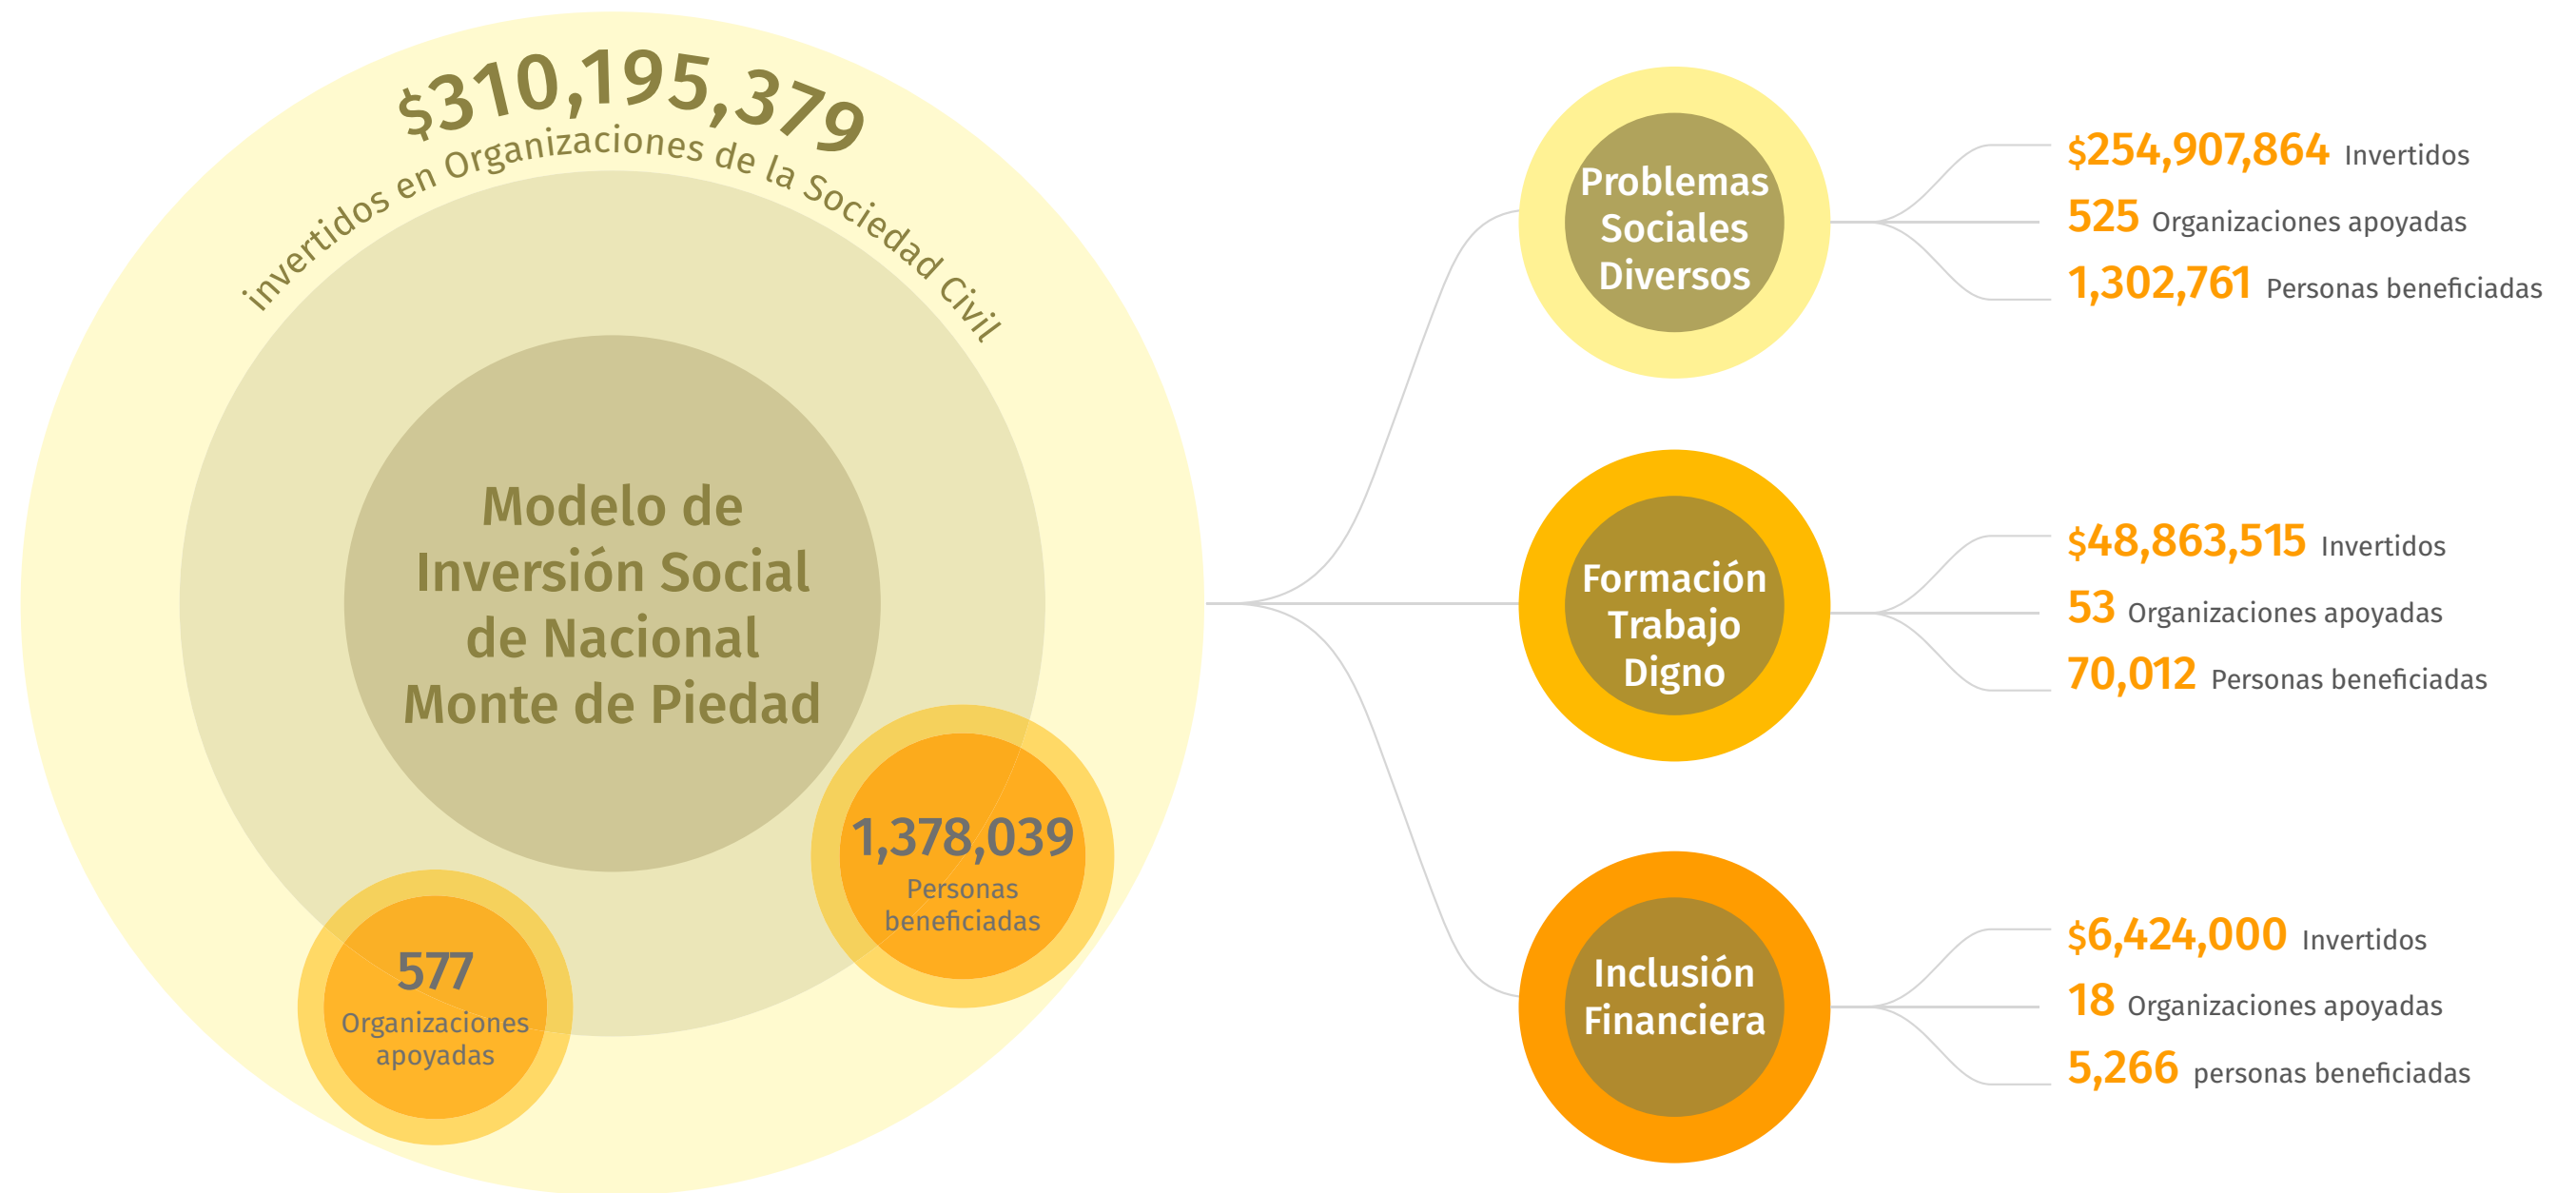 $310,195,379
invertidos en Organizaciones de la Sociedad Civil
Modelo de
Inversión Social
de Nacional
Monte de Piedad
1,378,039
Personas
beneficiadas
577
Organizaciones
apoyadas
Problemas
Sociales
Diversos
$254,907,864 Invertidos
525 Organizaciones apoyadas
1,302,761 Personas beneficiadas
Formación
Trabajo
Digno
$48,863,515 Invertidos
53 Organizaciones apoyadas
70,012 Personas beneficiadas
Inclusión
Financiera
$6,424,000 Invertidos
18 Organizaciones apoyadas
5,266 personas beneficiadas